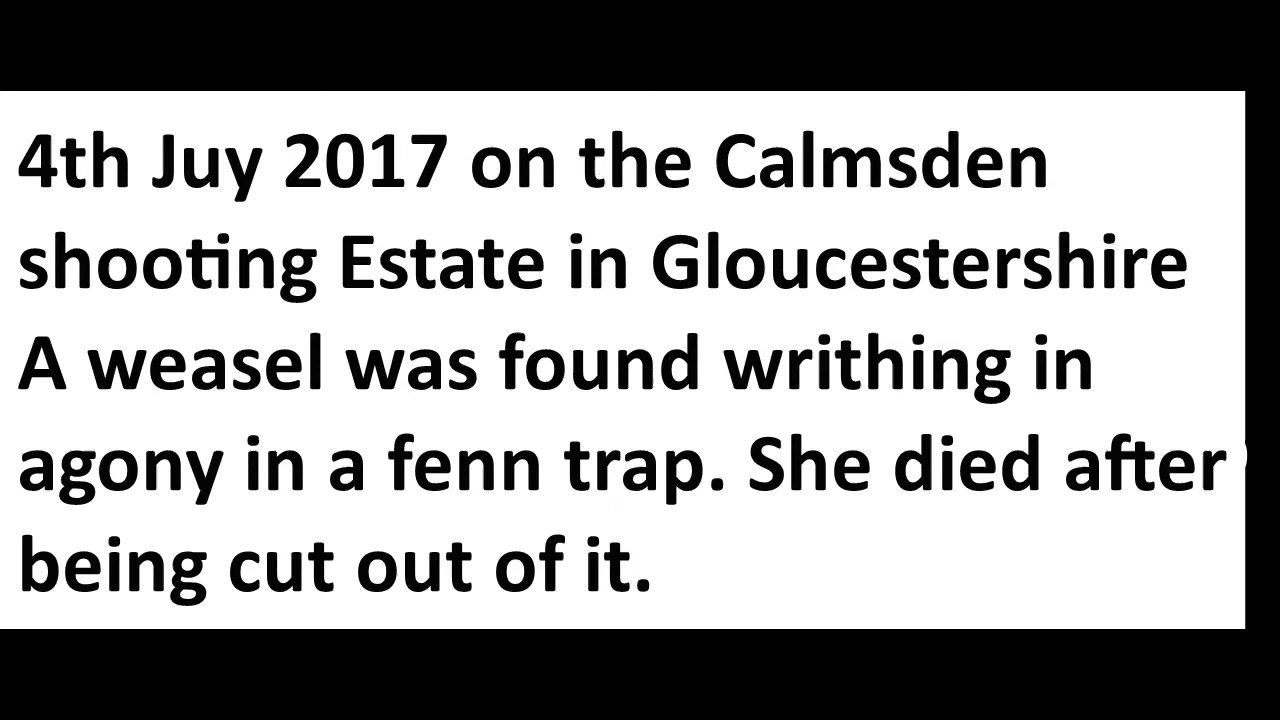 4th Juy 2017 on the Calmsden
shooting Estate in Gloucestershire
A weasel was found writhing in
agony in a fenn trap. She died after
being cut out of it.